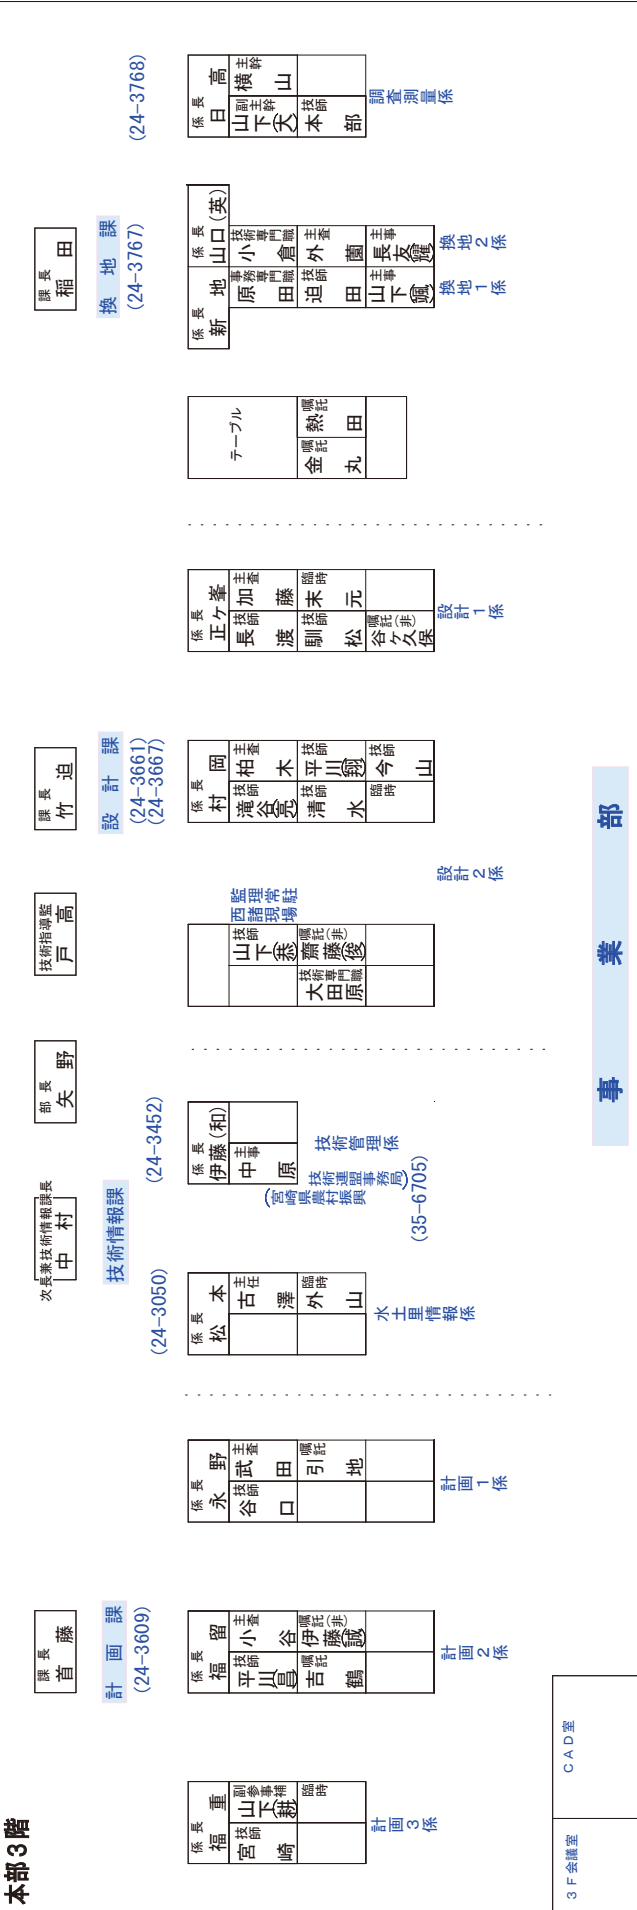 本部３階
課長
首藤
計画課
(24-3609)
係長
福重
副参事補
山下(耕)
臨時
技師
宮崎
計画３係
係長
福留
主査
小谷
嘱託(非)
伊藤(誠)
技師
平川(昌)
嘱託
吉鶴
計画２係
係長
永野
主査
武田
嘱託
引地
技師
谷口
計画１係
３Ｆ会議室
ＣＡＤ室
次長兼技術情報課長
中村
部長
矢野
技術情報課
(24-3050)
(24-3452)
係長
松本
主任
古澤
臨時
外山
水土里情報係
係長
伊藤(和)
主事
中原
技術管理係
(宮崎県農村振興
技術連盟事務局)
(35-6705)
事業部
技術指導監
戸高
課長
竹迫
設計課
(24-3661)
(24-3667)
西諸現場
監理常駐
技師
山下(恭)
嘱託(非)
齋藤(俊)
技術専門職
大田原
設計２係
係長
村岡
主査
柏木
技師
平川(翔)
技師
今山
技師
滝谷(亮)
技師
清水
臨時
係長
正ヶ峯
主査
加藤
臨時
末元
技師
長渡
技師
馴松
嘱託(非)
谷ヶ久保
設計１係
テーブル
嘱託
熱田
嘱託
金丸
課長
稲田
換地課
(24-3767)
係長
新地
事務専門職
原田
技師
迫田
主事
山下(颯)
換地１係
係長
山口(英)
技術専門職
小倉
主査
外薗
主事
長友(耀)
換地２係
(24-3768)
係長
日高
主幹
横山
副主幹
山下(大)
技師
本部
調査測量係